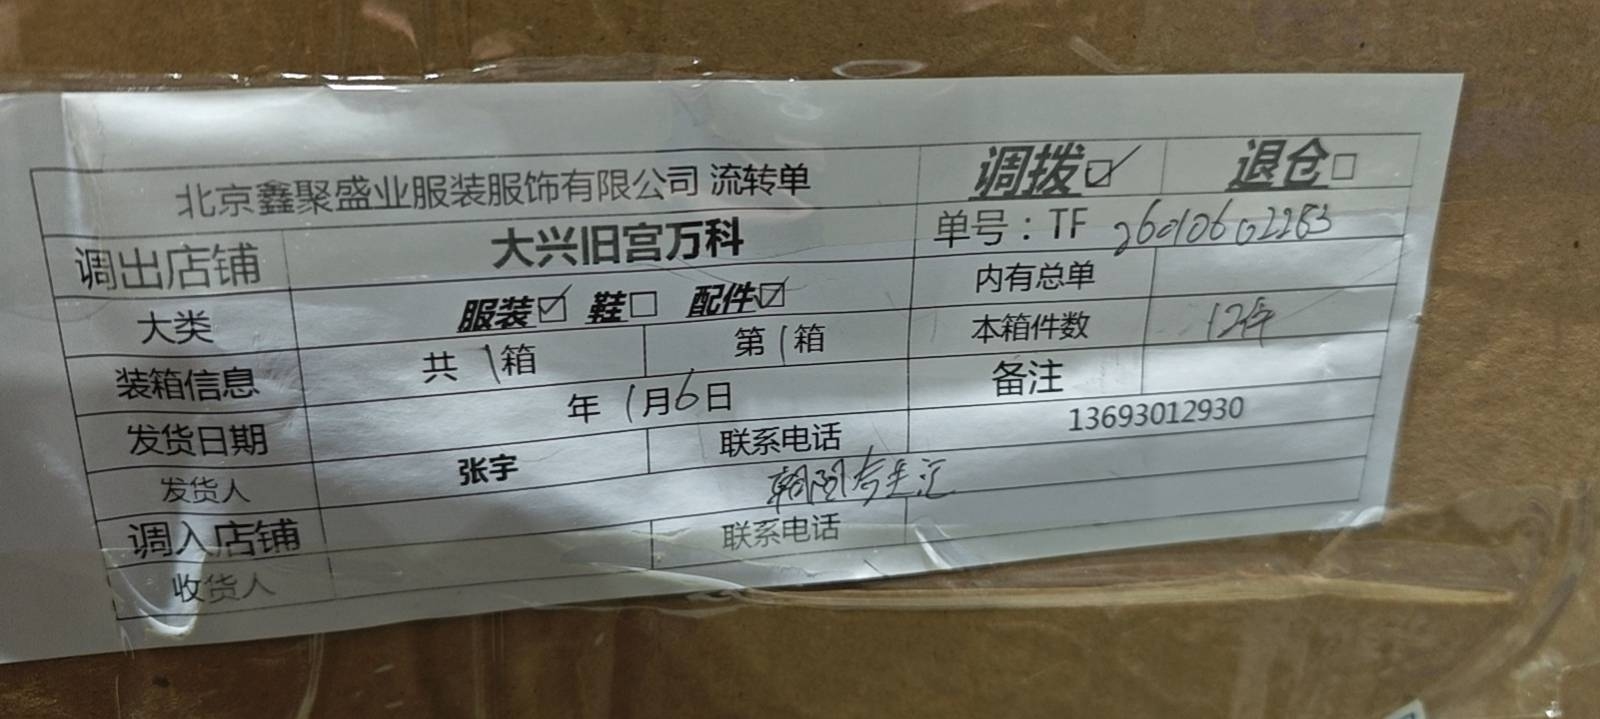 北京鑫聚盛业服装服饰有限公司 流转单 调拨☑ 退仓□
调出店铺 大兴旧宫万科 单号：TF 26010602283
大类 服装☑ 鞋□ 配件☑ 内有总单
装箱信息 共 1 箱 第 1 箱 本箱件数 12件
发货日期 年 1月6日 备注
发货人 张宇 联系电话 13693012930
调入店铺 朝阳
收货人 联系电话